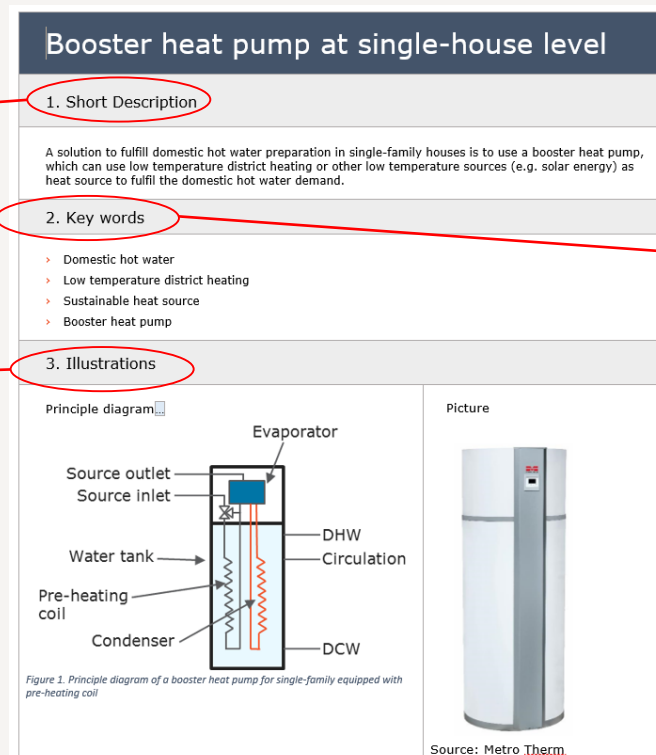 Booster heat pump at single-house level
1. Short Description
A solution to fulfill domestic hot water preparation in single-family houses is to use a booster heat pump,
which can use low temperature district heating or other low temperature sources (e.g. solar energy) as
heat source to fulfil the domestic hot water demand.
2. Key words
› Domestic hot water
› Low temperature district heating
› Sustainable heat source
› Booster heat pump
3. Illustrations
Principle diagram...
Evaporator
Source outlet
Source inlet
DHW
Water tank
Circulation
Pre-heating
coil
Condenser
DCW
Figure 1. Principle diagram of a booster heat pump for single-family equipped with
pre-heating coil
Picture
Source: Metro Therm